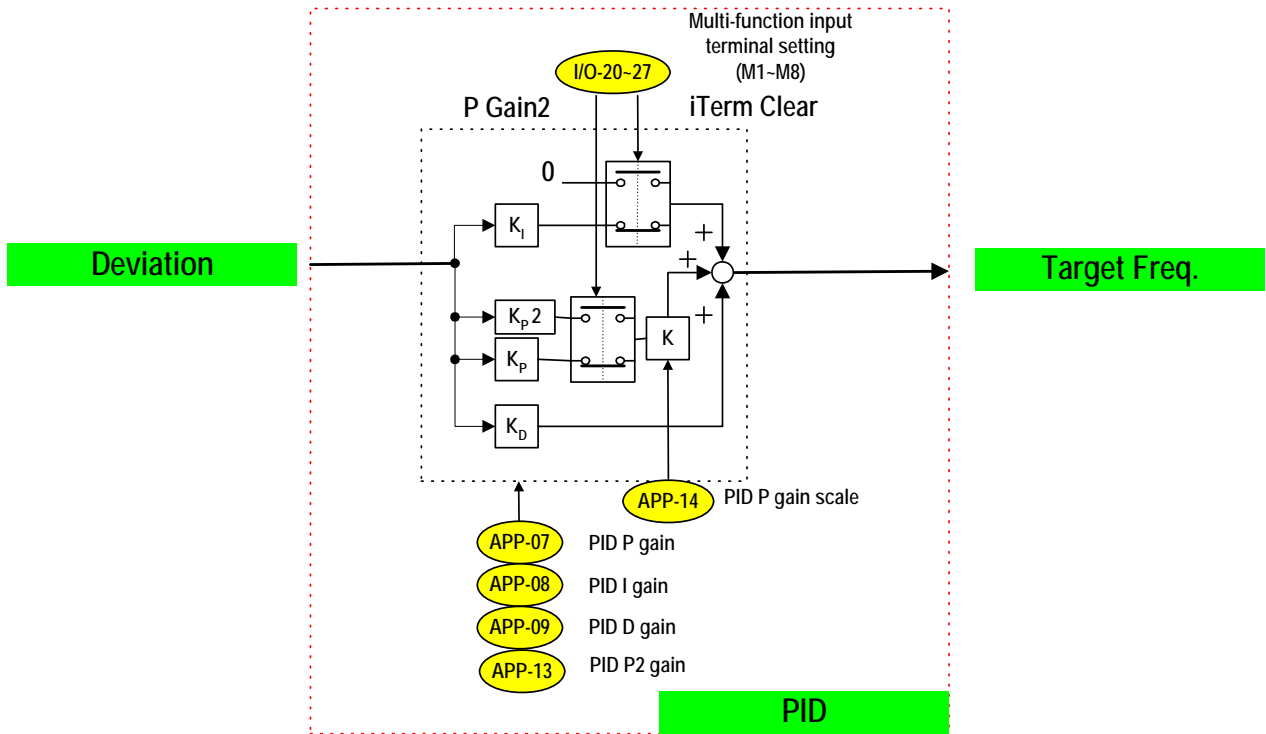 Multi-function input
terminal setting
(M1~M8)
I/O-20~27
P Gain2
iTerm Clear
0
KI
+
Deviation
+
Target Freq.
KP 2
+
K
KP
KD
APP-14
PID P gain scale
APP-07
PID P gain
APP-08
PID I gain
APP-09
PID D gain
APP-13
PID P2 gain
PID